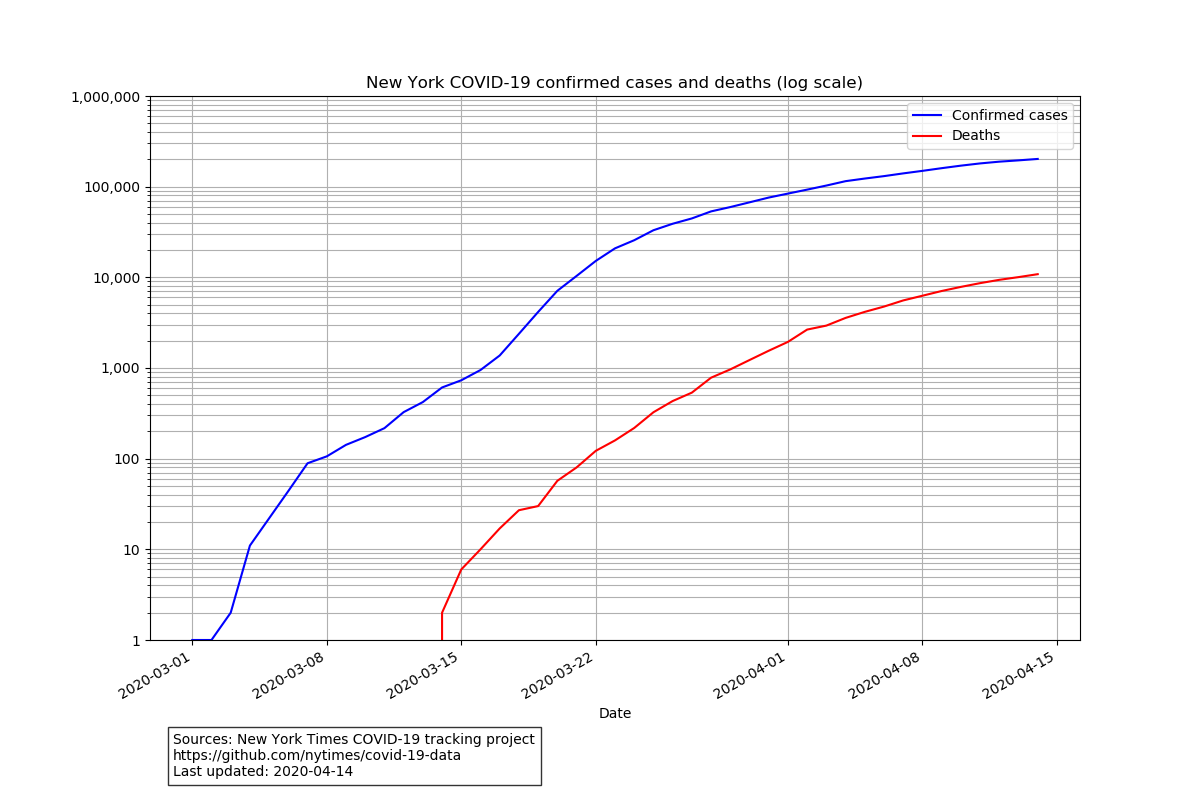 New York COVID-19 confirmed cases and deaths (log scale)
1,000,000
100,000
10,000
1,000
100
10
1
Confirmed cases
Deaths
2020-03-01
2020-03-08
2020-03-15
2020-03-22
2020-04-01
2020-04-08
2020-04-15
Date
Sources: New York Times COVID-19 tracking project
https://github.com/nytimes/covid-19-data
Last updated: 2020-04-14